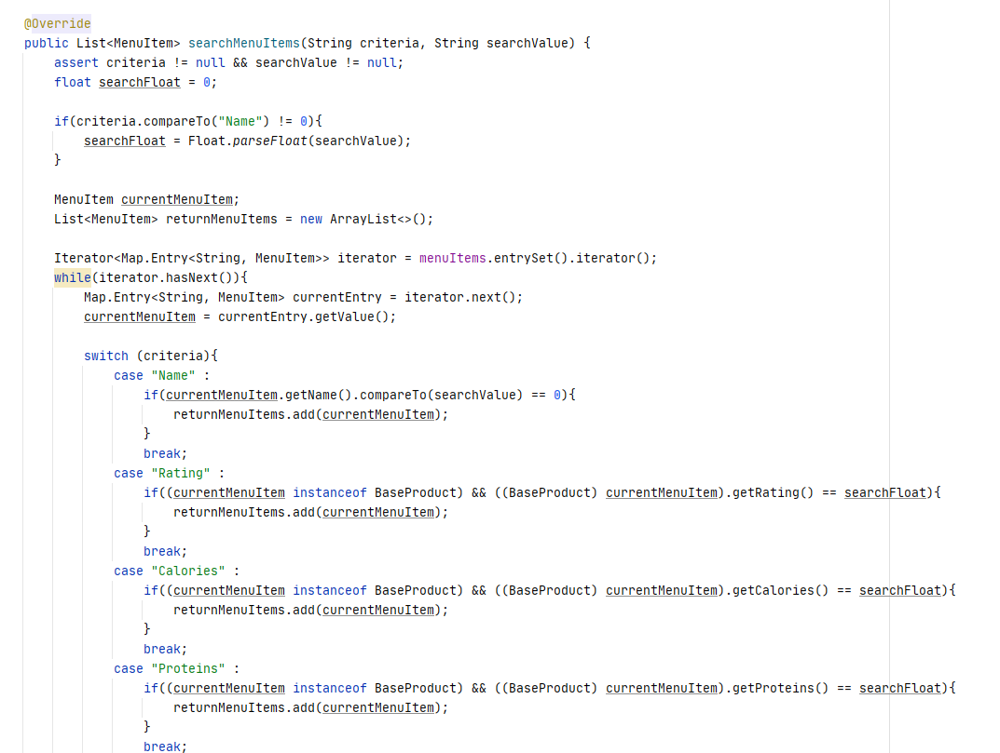 @Override
public List<MenuItem> searchMenuItems(String criteria, String searchValue) {
    assert criteria != null && searchValue != null;
    float searchFloat = 0;

    if(criteria.compareTo("Name") != 0){
        searchFloat = Float.parseFloat(searchValue);
    }

    MenuItem currentMenuItem;
    List<MenuItem> returnMenuItems = new ArrayList<>();

    Iterator<Map.Entry<String, MenuItem>> iterator = menuItems.entrySet().iterator();
    while(iterator.hasNext()){
        Map.Entry<String, MenuItem> currentEntry = iterator.next();
        currentMenuItem = currentEntry.getValue();

        switch (criteria){
            case "Name" :
                if(currentMenuItem.getName().compareTo(searchValue) == 0){
                    returnMenuItems.add(currentMenuItem);
                }
                break;
            case "Rating" :
                if((currentMenuItem instanceof BaseProduct) && ((BaseProduct) currentMenuItem).getRating() == searchFloat){
                    returnMenuItems.add(currentMenuItem);
                }
                break;
            case "Calories" :
                if((currentMenuItem instanceof BaseProduct) && ((BaseProduct) currentMenuItem).getCalories() == searchFloat){
                    returnMenuItems.add(currentMenuItem);
                }
                break;
            case "Proteins" :
                if((currentMenuItem instanceof BaseProduct) && ((BaseProduct) currentMenuItem).getProteins() == searchFloat){
                    returnMenuItems.add(currentMenuItem);
                }
                break;